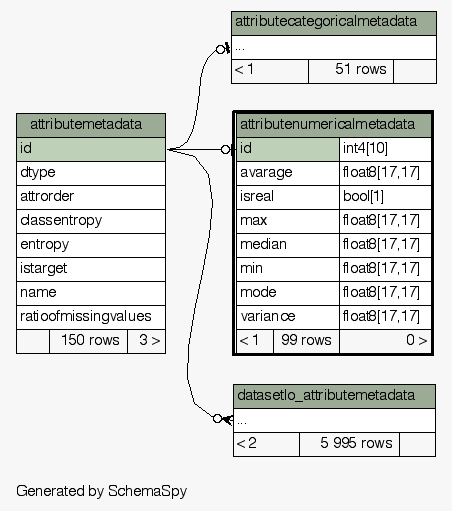 attributecategoricalmetadata
...
< 1 51 rows
attributemetadata
id
dtype
attrorder
classentropy
entropy
istarget
name
ratioofmissingvalues
150 rows 3 >
attributenumericalmetadata
id int4[10]
avarage float8[17,17]
isreal bool[1]
max float8[17,17]
median float8[17,17]
min float8[17,17]
mode float8[17,17]
variance float8[17,17]
< 1 99 rows 0 >
datasetlo_attributemetadata
...
< 2 5 995 rows
Generated by SchemaSpy